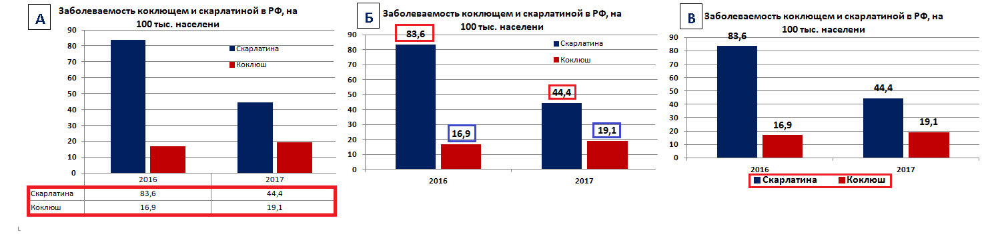 А
Заболеваемость коклющем и скарлатиной в РФ, на
100 тыс. населени
90
80
70
60
50
40
30
20
10
0
Скарлатина
Коклюш
2016 2017
Скарлатина 83,6 44,4
Коклюш 16,9 19,1
Б
Заболеваемость коклющем и скарлатиной в РФ, на
100 тыс. населени
90
80
70
60
50
40
30
20
10
0
83,6
Скарлатина
Коклюш
44,4
16,9
19,1
2016 2017
В
Заболеваемость коклющем и скарлатиной в РФ, на
100 тыс. населени
90
80
70
60
50
40
30
20
10
0
83,6
44,4
16,9
19,1
2016 2017
Скарлатина Коклюш